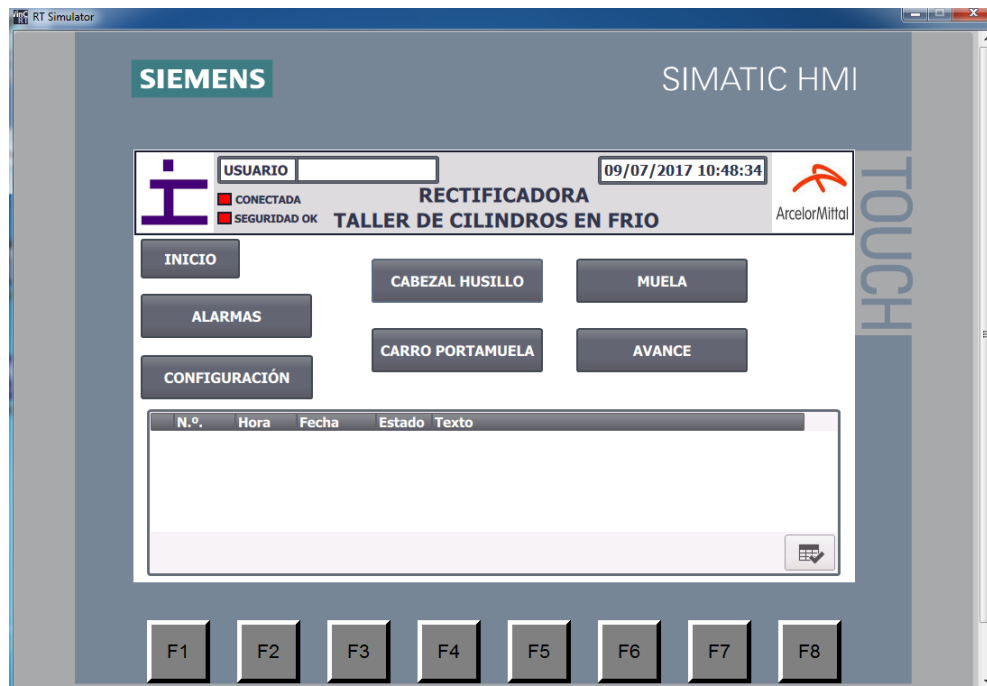 RT Simulator
SIEMENS
SIMATIC HMI
TOUCH
USUARIO
09/07/2017 10:48:34
CONECTADA
SEGURIDAD OK
RECTIFICADORA
TALLER DE CILINDROS EN FRIO
ArcelorMittal
INICIO
CABEZAL HUSILLO
MUELA
ALARMAS
CARRO PORTAMUELA
AVANCE
CONFIGURACIÓN
N.º. Hora Fecha Estado Texto
F1 F2 F3 F4 F5 F6 F7 F8